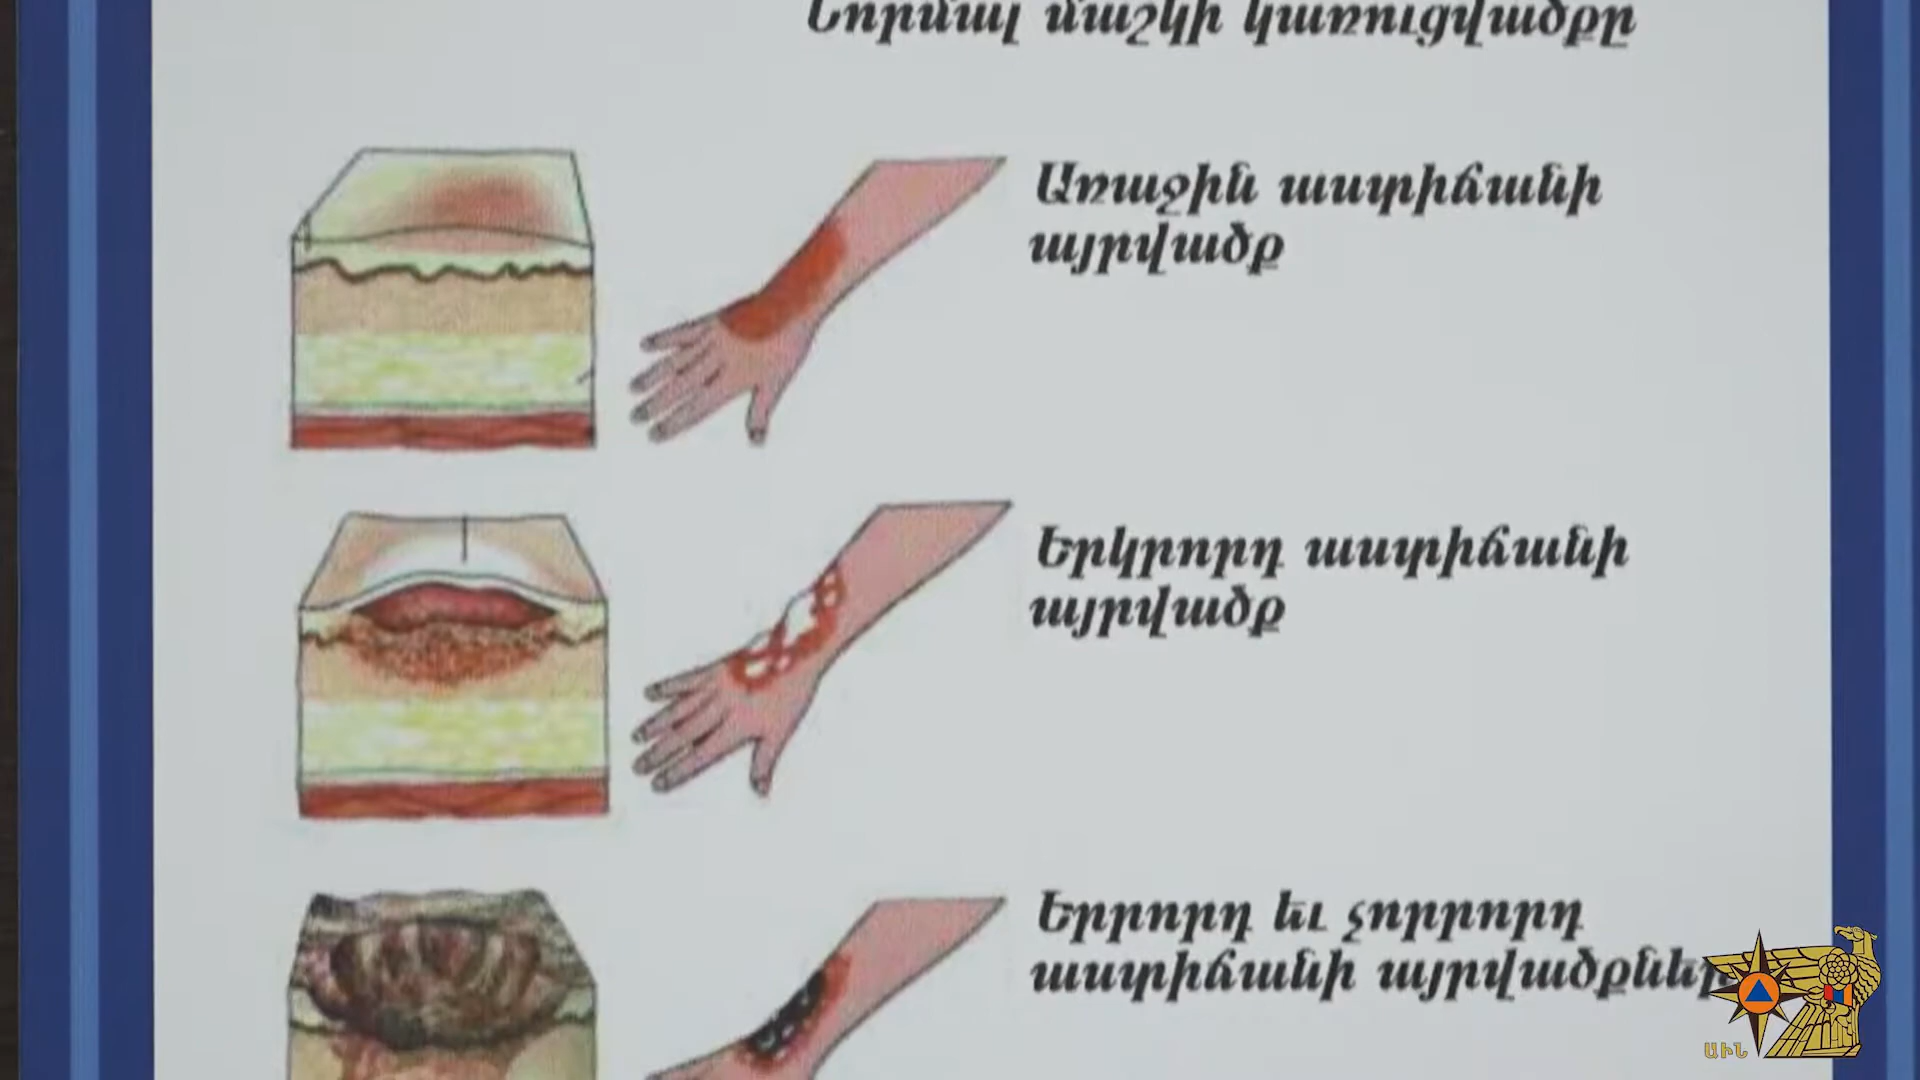 Նորմալ մաշկի կառուցվածքը
Առաջին աստիճանի
այրվածք
Երկրորդ աստիճանի
այրվածք
Երրորդ եւ չորրորդ
աստիճանի այրվածքներ
ԱԻՆ